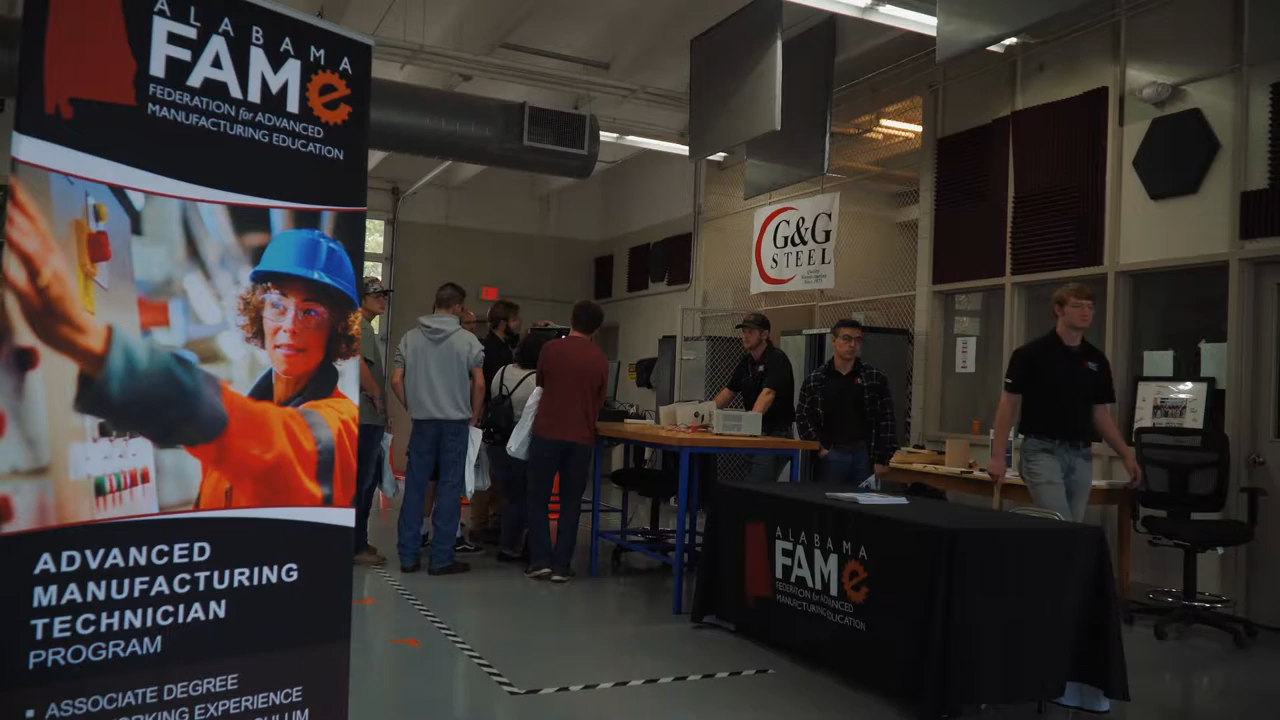 ALABAMA
FAMe
FEDERATION for ADVANCED
MANUFACTURING EDUCATION
ADVANCED
MANUFACTURING
TECHNICIAN
PROGRAM
▪ ASSOCIATE DEGREE
WORKING EXPERIENCE
G&G
STEEL
ALABAMA
FAMe
FEDERATION for ADVANCED
MANUFACTURING EDUCATION